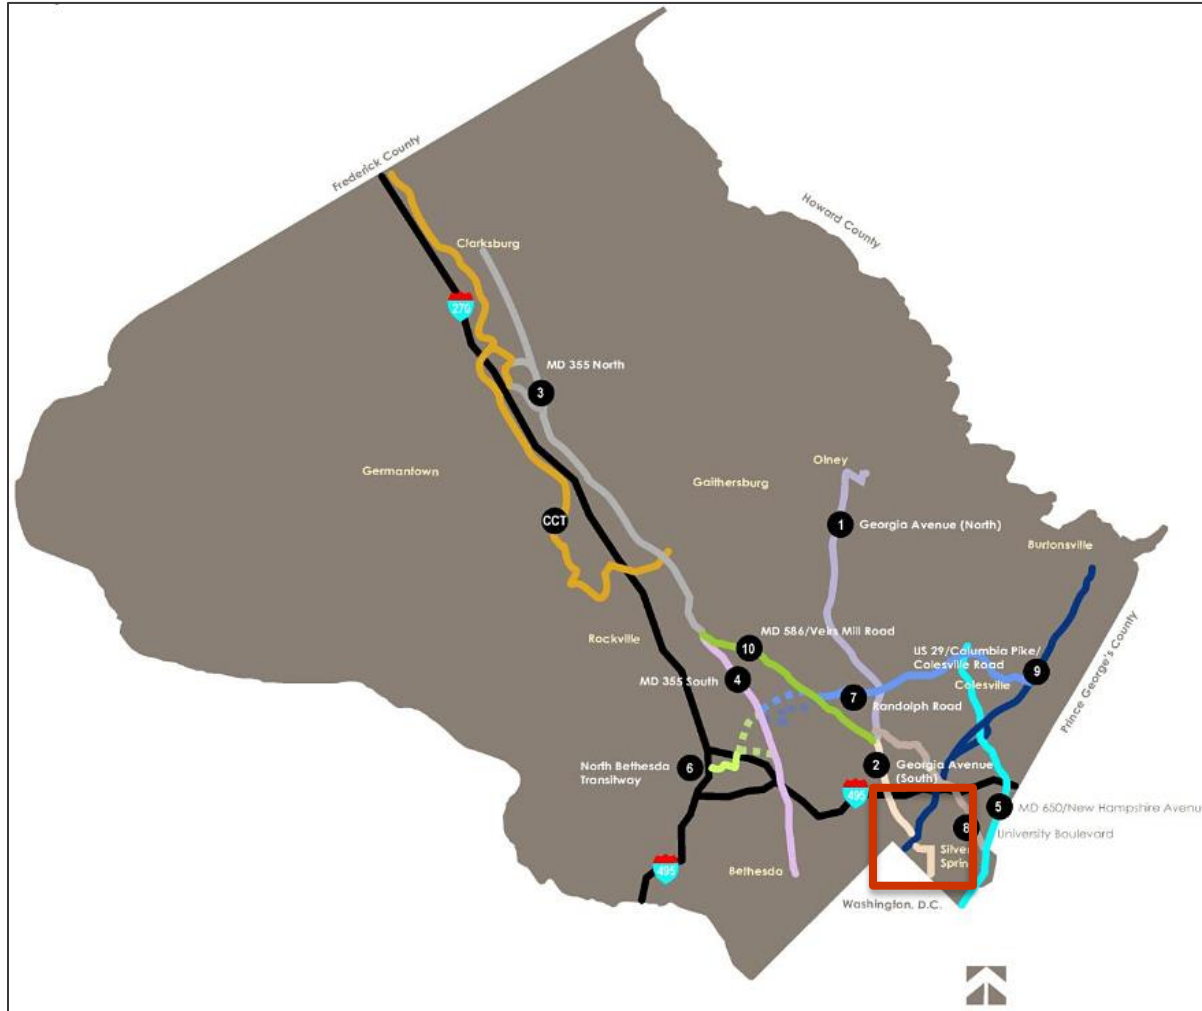 Frederick County
Howard County
Clarksburg
270
MD 355 North
3
Olney
Germantown
Gaithersburg
CCT
1
Georgia Avenue (North)
Burtonsville
MD 586/Veirs Mill Road
Rockville
10
US 29/Columbia Pike/
Colesville Road
9
MD 355 South
4
Colesville
7
Randolph Road
Prince George's County
North Bethesda
Transitway
6
2
Georgia Avenue
(South)
495
5
MD 650/New Hampshire Avenu
8
University Boulevard
Silver
Sprin
495
Bethesda
Washington, D.C.